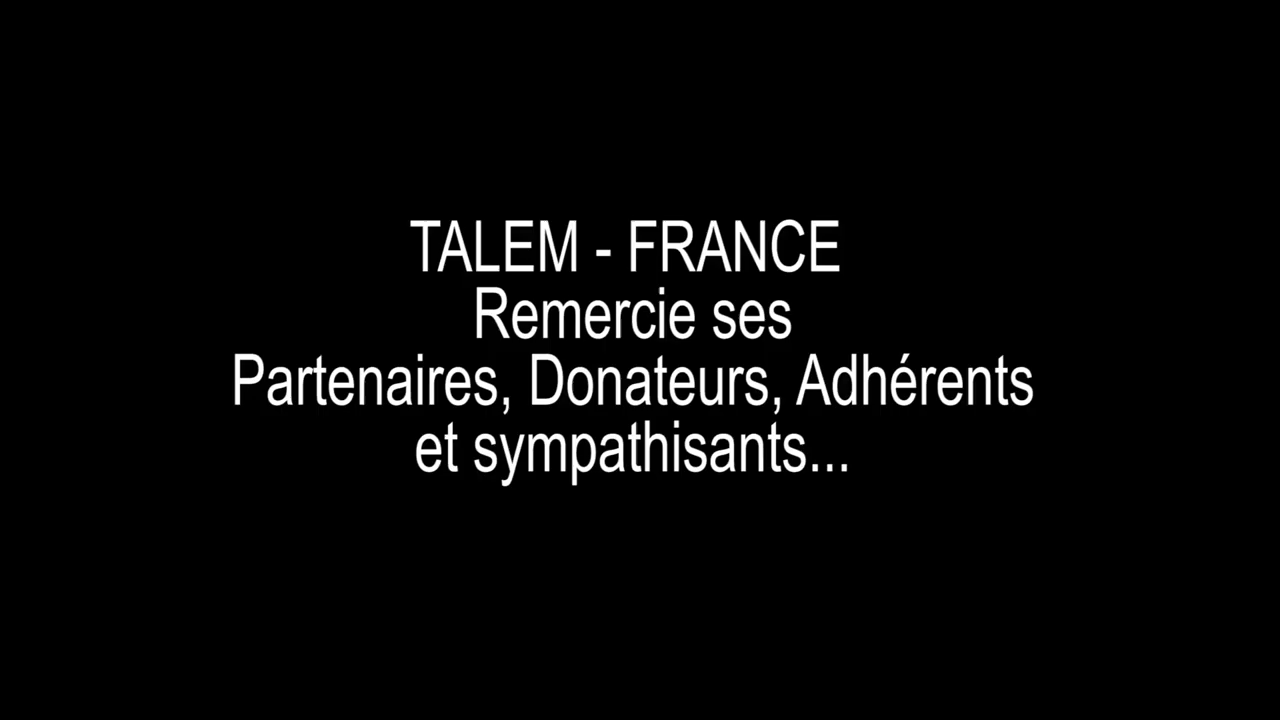 TALEM - FRANCE
Remercie ses
Partenaires, Donateurs, Adhérents
et sympathisants...